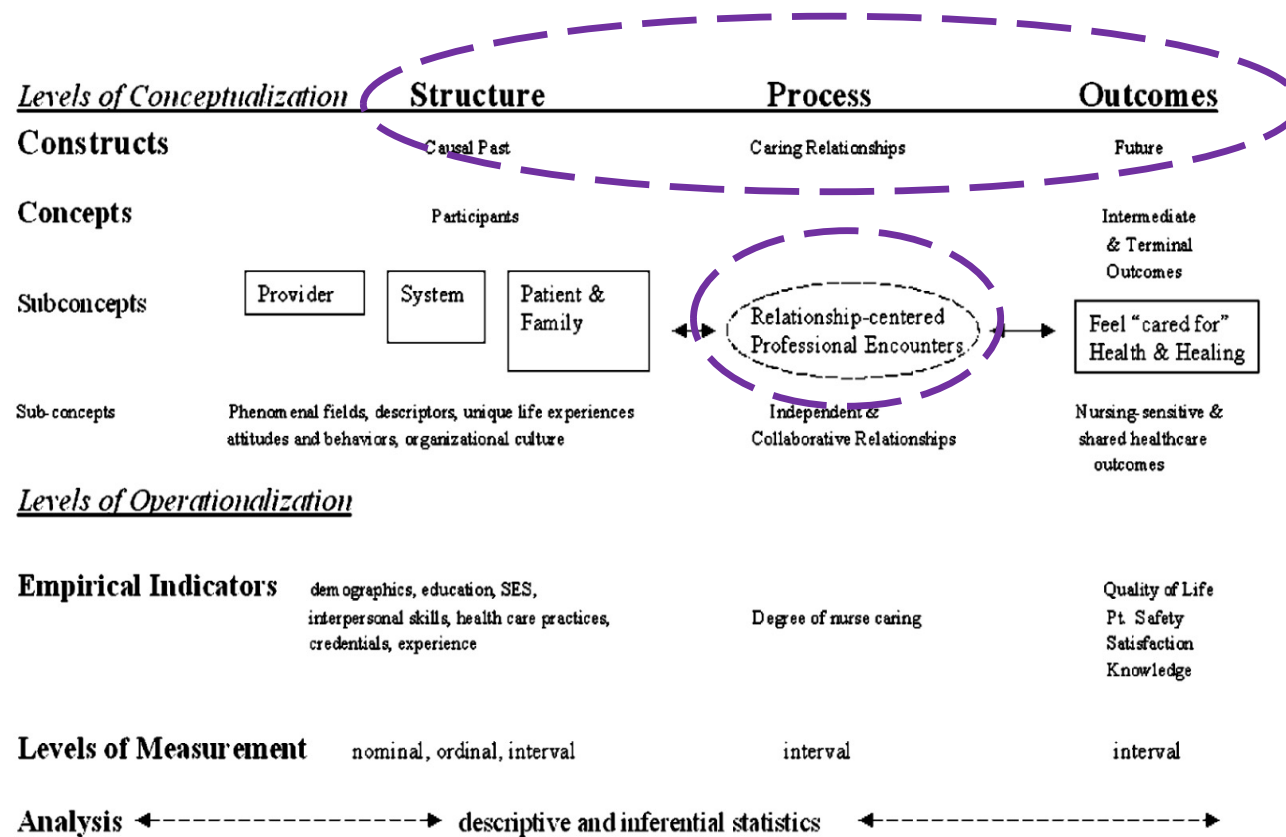 Levels of Conceptualization Structure Process Outcomes
Constructs Causal Past Caring Relationships Future
Concepts Participants Intermediate
& Terminal
Outcomes
Subconcepts
Provider
System
Patient &
Family
Relationship-centered
Professional Encounters
Feel “cared for”
Health & Healing
Sub-concepts
Phenomenal fields, descriptors, unique life experiences
attitudes and behaviors, organizational culture
Independent &
Collaborative Relationships
Nursing-sensitive &
shared healthcare
outcomes
Levels of Operationalization
Empirical Indicators
demographics, education, SES,
interpersonal skills, health care practices,
credentials, experience
Degree of nurse caring
Quality of Life
Pt. Safety
Satisfaction
Knowledge
Levels of Measurement nominal, ordinal, interval interval interval
Analysis descriptive and inferential statistics